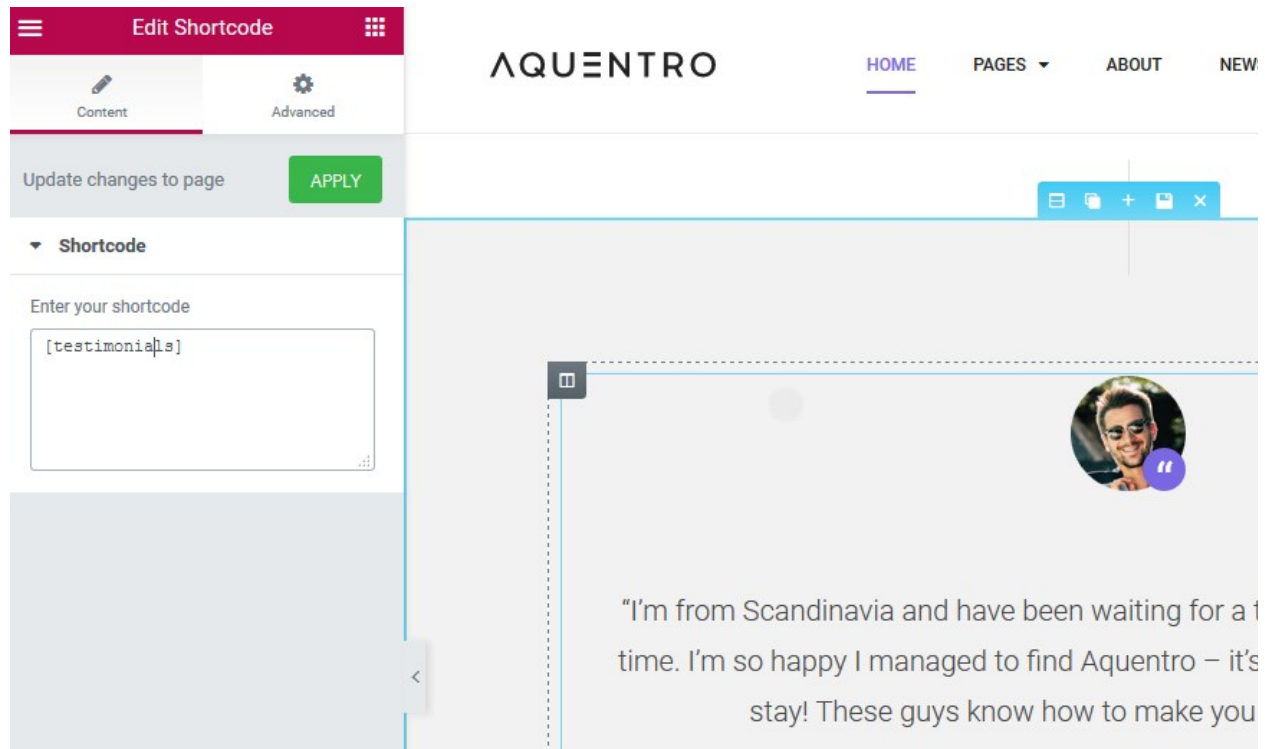 Edit Shortcode
Content
Advanced
Update changes to page
APPLY
Shortcode
Enter your shortcode
[testimonials]
AQUENTRO
HOME
PAGES
ABOUT
“
“I’m from Scandinavia and have been waiting for a
time. I’m so happy I managed to find Aquentro – it’s
stay! These guys know how to make you